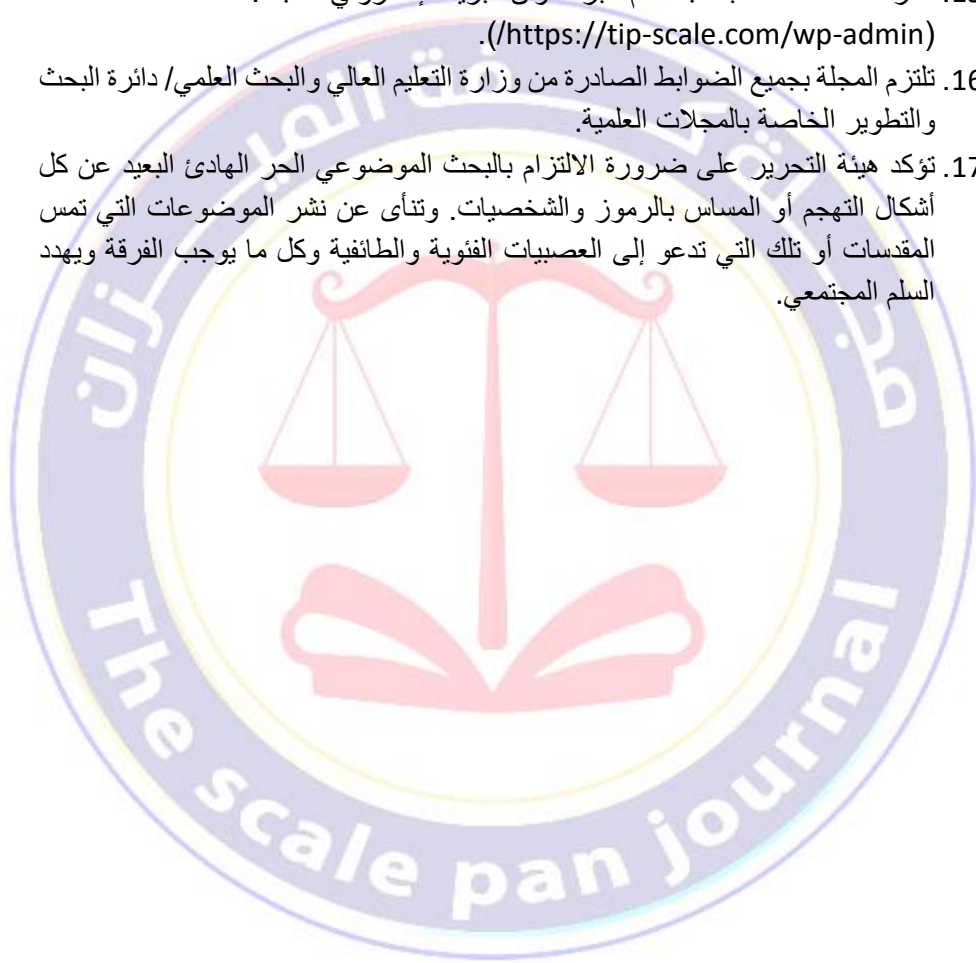 (https://tip-scale.com/wp-admin/).
16. تلتزم المجلة بجميع الضوابط الصادرة من وزارة التعليم العالي والبحث العلمي/ دائرة البحث
والتطوير الخاصة بالمجلات العلمية.
17. تؤكد هيئة التحرير على ضرورة الالتزام بالبحث الموضوعي الحر الهادئ البعيد عن كل
أشكال التهجم أو المساس بالرموز والشخصيات. وتنأى عن نشر الموضوعات التي تمس
المقدسات أو تلك التي تدعو إلى العصبيات الفئوية والطائفية وكل ما يوجب الفرقة ويهدد
السلم المجتمعي.
The scale pan journal